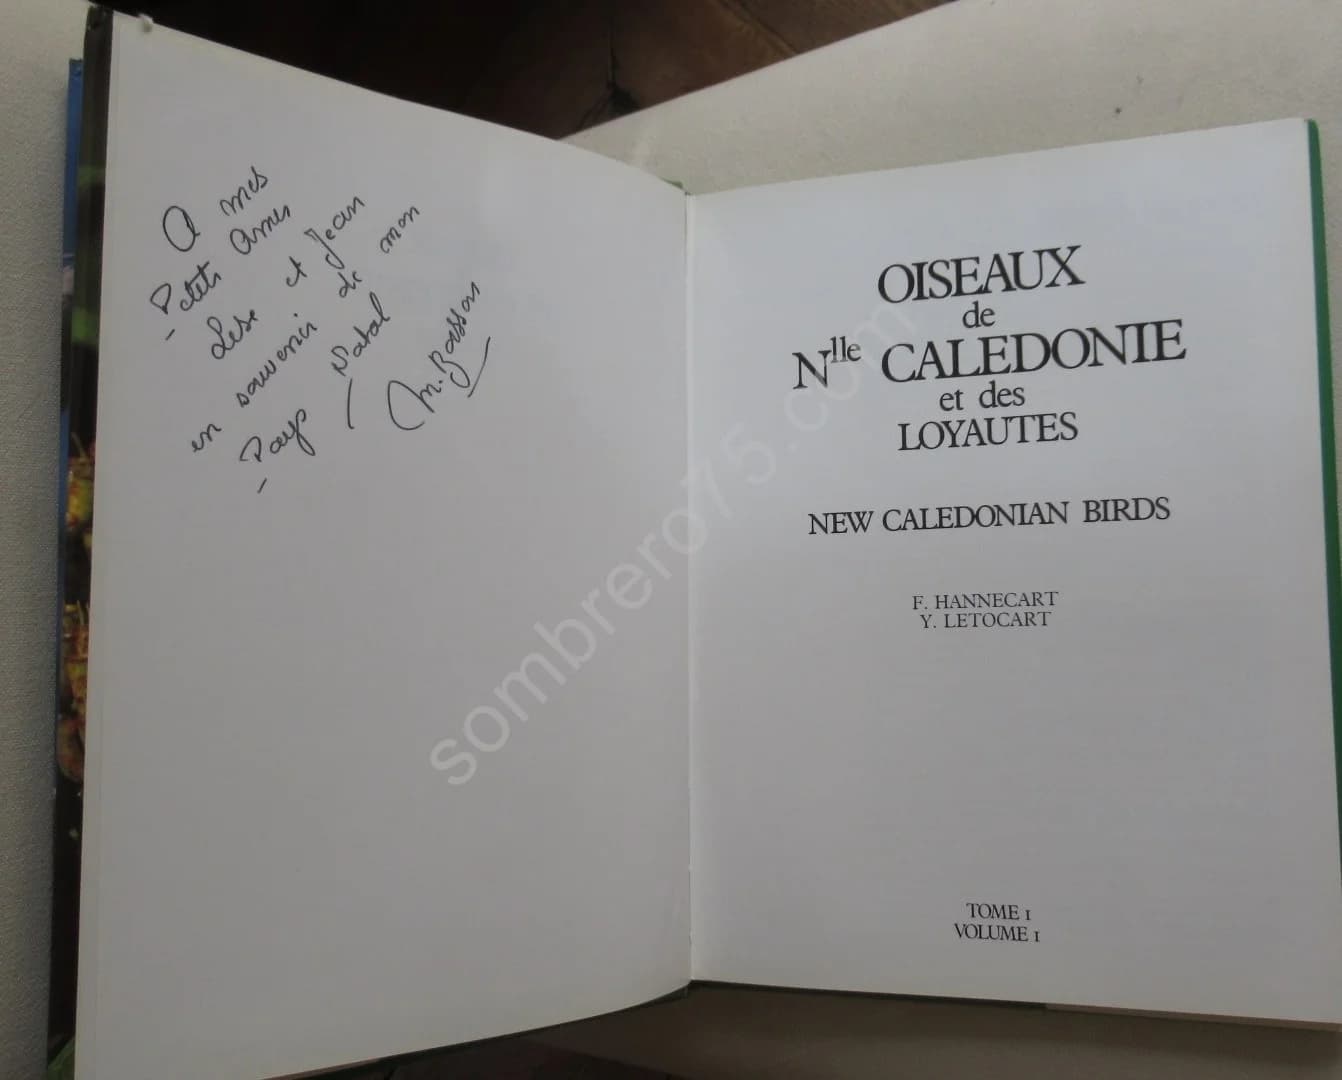 A mes
Petits Amis
Lise et Jean
en souvenir de mon
Pays Natal
OISEAUX
de
Nlle CALEDONIE
et des
LOYAUTES
NEW CALEDONIAN BIRDS
F. HANNECART
Y. LETOCART
TOME I
VOLUME I
sombrero75.com